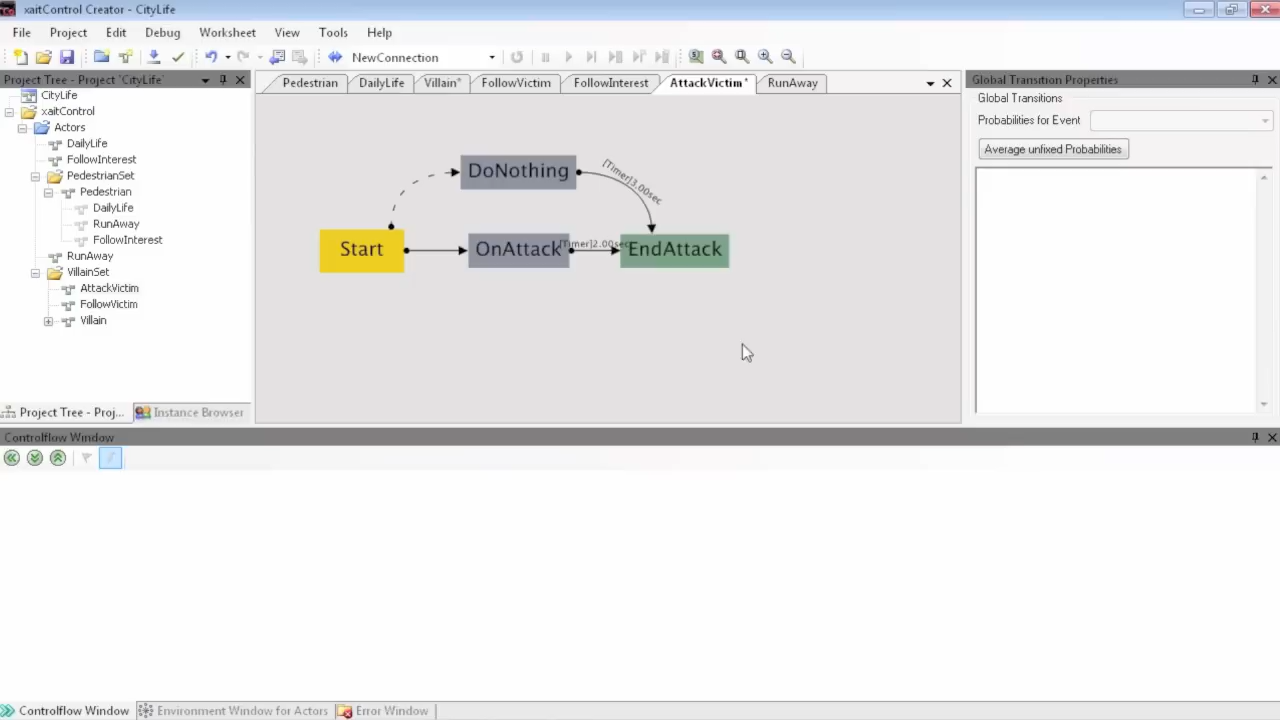 xaitControl Creator - CityLife
File Project Edit Debug Worksheet View Tools Help
NewConnection
Project Tree - Project 'CityLife'
CityLife
xaitControl
Actors
DailyLife
FollowInterest
PedestrianSet
Pedestrian
DailyLife
RunAway
FollowInterest
RunAway
VillainSet
AttackVictim
FollowVictim
Villain
Project Tree - Proj... Instance Browser
Pedestrian DailyLife Villain* FollowVictim FollowInterest AttackVictim* RunAway
DoNothing
[Timer]3.00sec
Start
OnAttack
[Timer]2.00sec
EndAttack
Global Transition Properties
Global Transitions
Probabilities for Event
Average unfixed Probabilities
Controlflow Window
Controlflow Window Environment Window for Actors Error Window